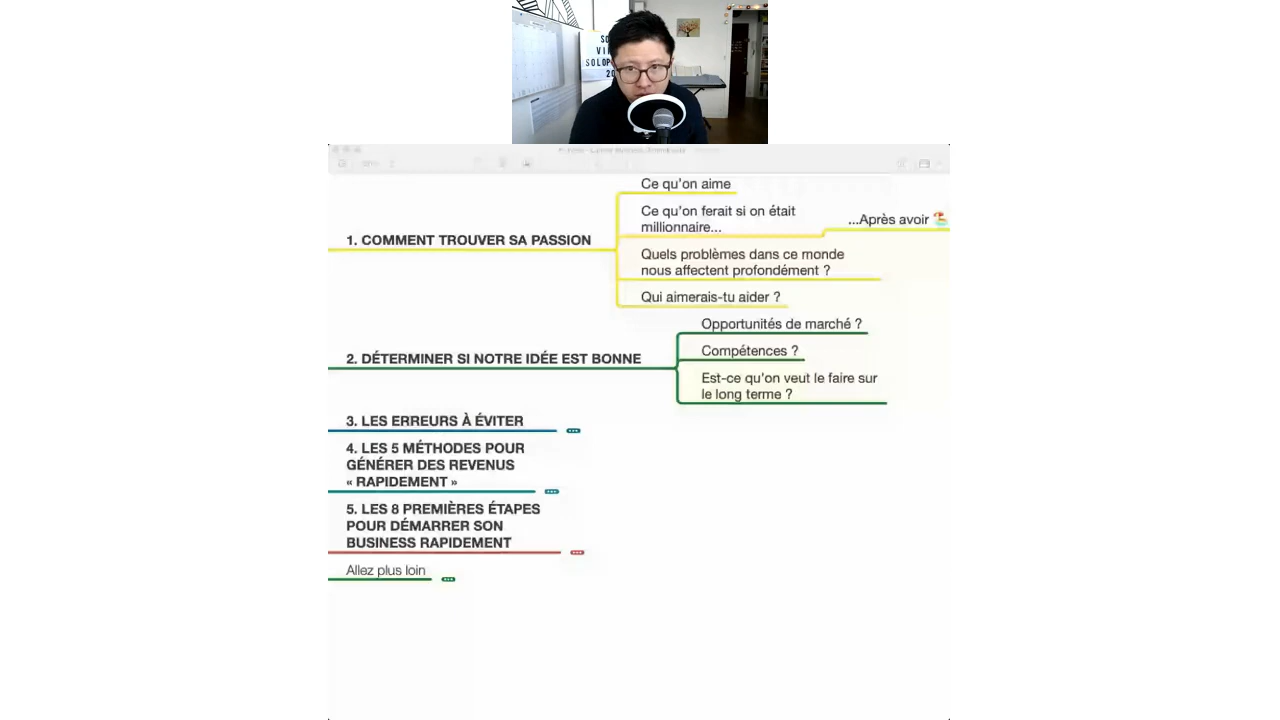 1. COMMENT TROUVER SA PASSION
Ce qu'on aime
Ce qu'on ferait si on était
millionnaire...
...Après avoir
Quels problèmes dans ce monde
nous affectent profondément ?
Qui aimerais-tu aider ?
2. DÉTERMINER SI NOTRE IDÉE EST BONNE
Opportunités de marché ?
Compétences ?
Est-ce qu'on veut le faire sur
le long terme ?
3. LES ERREURS À ÉVITER
4. LES 5 MÉTHODES POUR
GÉNÉRER DES REVENUS
« RAPIDEMENT »
5. LES 8 PREMIÈRES ÉTAPES
POUR DÉMARRER SON
BUSINESS RAPIDEMENT
Allez plus loin